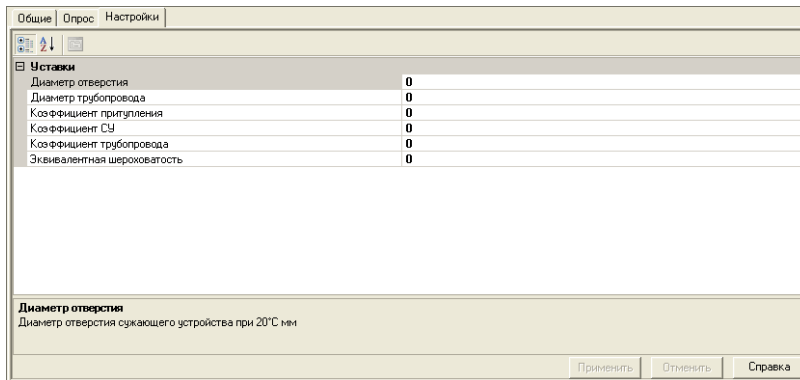 Общие Опрос Настройки
Уставки
Диаметр отверстия 0
Диаметр трубопровода 0
Коэффициент притупления 0
Коэффициент СУ 0
Коэффициент трубопровода 0
Эквивалентная шероховатость 0
Диаметр отверстия
Диаметр отверстия сужающего устройства при 20°C мм
Применить Отменить Справка